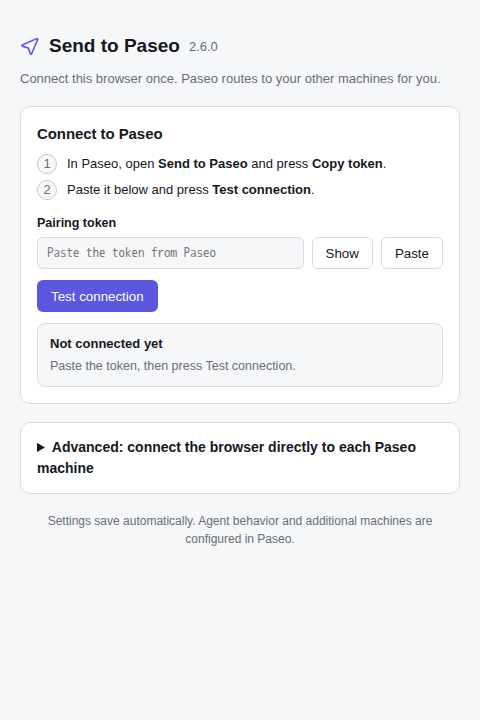 Send to Paseo 2.6.0
Connect this browser once. Paseo routes to your other machines for you.
Connect to Paseo
1 In Paseo, open Send to Paseo and press Copy token.
2 Paste it below and press Test connection.
Pairing token
Paste the token from Paseo Show Paste
Test connection
Not connected yet
Paste the token, then press Test connection.
Advanced: connect the browser directly to each Paseo
machine
Settings save automatically. Agent behavior and additional machines are
configured in Paseo.